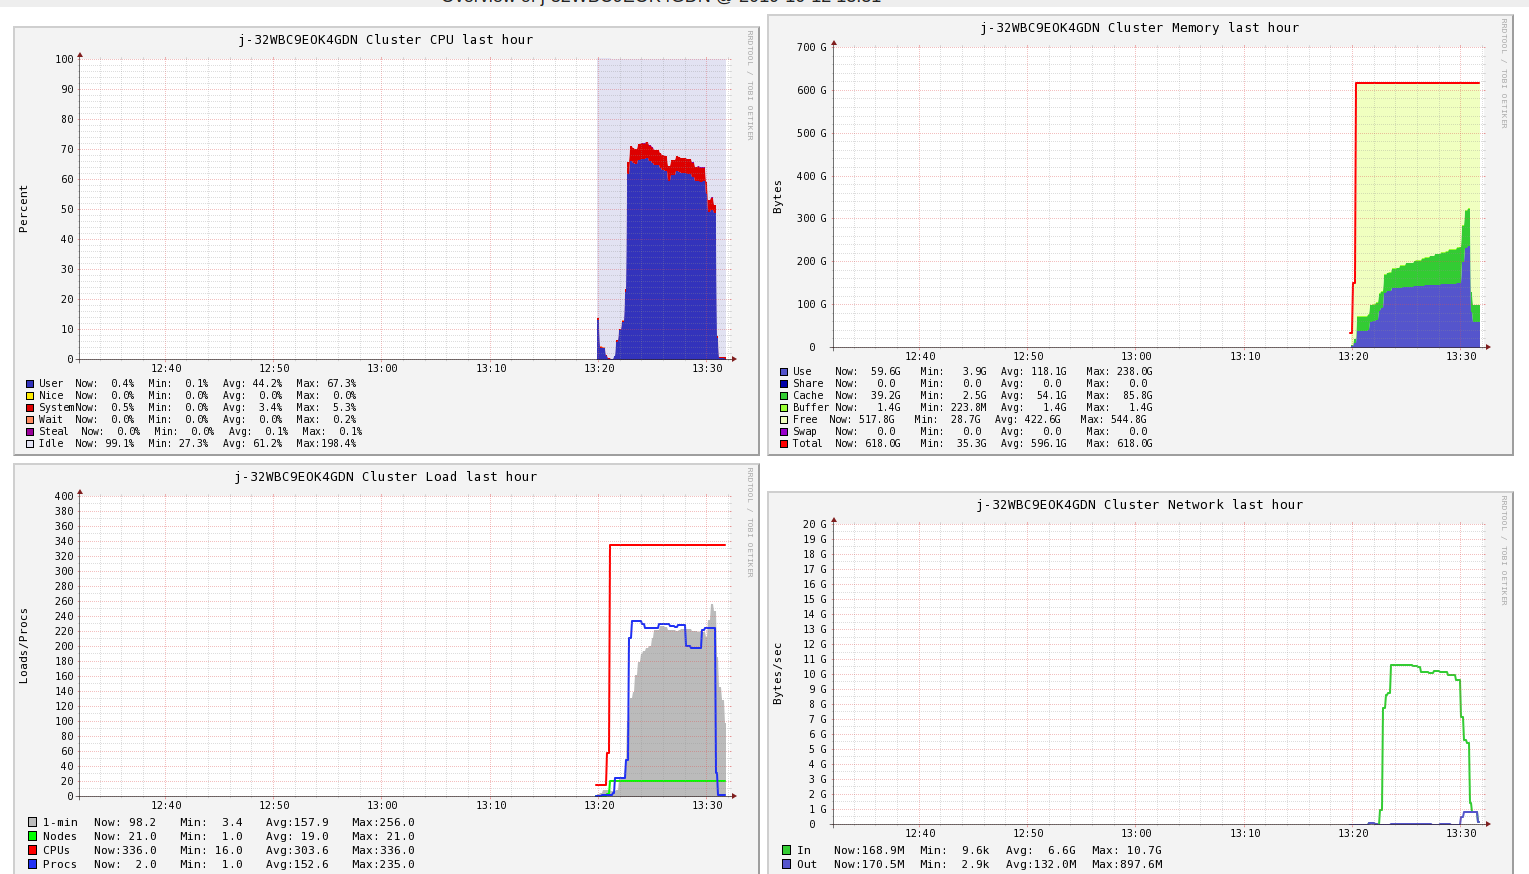 j-32WBC9EOK4GDN Cluster CPU last hour
RRDTOOL / TOBI OETIKER
Percent
100
90
80
70
60
50
40
30
20
10
0
12:40 12:50 13:00 13:10 13:20 13:30
User Now: 0.4% Min: 0.1% Avg: 44.2% Max: 67.3%
Nice Now: 0.0% Min: 0.0% Avg: 0.0% Max: 0.0%
System Now: 0.5% Min: 0.0% Avg: 3.4% Max: 5.3%
Wait Now: 0.0% Min: 0.0% Avg: 0.0% Max: 0.2%
Steal Now: 0.0% Min: 0.0% Avg: 0.1% Max: 0.1%
Idle Now: 99.1% Min: 27.3% Avg: 61.2% Max:198.4%
j-32WBC9EOK4GDN Cluster Memory last hour
RRDTOOL / TOBI OETIKER
Bytes
700 G
600 G
500 G
400 G
300 G
200 G
100 G
0
12:40 12:50 13:00 13:10 13:20 13:30
Use Now: 59.6G Min: 3.9G Avg: 118.1G Max: 238.0G
Share Now: 0.0 Min: 0.0 Avg: 0.0 Max: 0.0
Cache Now: 39.2G Min: 2.5G Avg: 54.1G Max: 85.8G
Buffer Now: 1.4G Min: 223.8M Avg: 1.4G Max: 1.4G
Free Now: 517.8G Min: 28.7G Avg: 422.6G Max: 544.8G
Swap Now: 0.0 Min: 0.0 Avg: 0.0 Max: 0.0
Total Now: 618.0G Min: 35.3G Avg: 596.1G Max: 618.0G
j-32WBC9EOK4GDN Cluster Load last hour
RRDTOOL / TOBI OETIKER
Loads/Procs
400
380
360
340
320
300
280
260
240
220
200
180
160
140
120
100
80
60
40
20
0
12:40 12:50 13:00 13:10 13:20 13:30
1-min Now: 98.2 Min: 3.4 Avg:157.9 Max:256.0
Nodes Now: 21.0 Min: 1.0 Avg: 19.0 Max: 21.0
CPUs Now:336.0 Min: 16.0 Avg:303.6 Max:336.0
Procs Now: 2.0 Min: 1.0 Avg:152.6 Max:235.0
j-32WBC9EOK4GDN Cluster Network last hour
RRDTOOL / TOBI OETIKER
Bytes/sec
20 G
19 G
18 G
17 G
16 G
15 G
14 G
13 G
12 G
11 G
10 G
9 G
8 G
7 G
6 G
5 G
4 G
3 G
2 G
1 G
0
12:40 12:50 13:00 13:10 13:20 13:30
In Now:168.9M Min: 9.6k Avg: 6.6G Max: 10.7G
Out Now:170.5M Min: 2.9k Avg:132.0M Max:897.6M